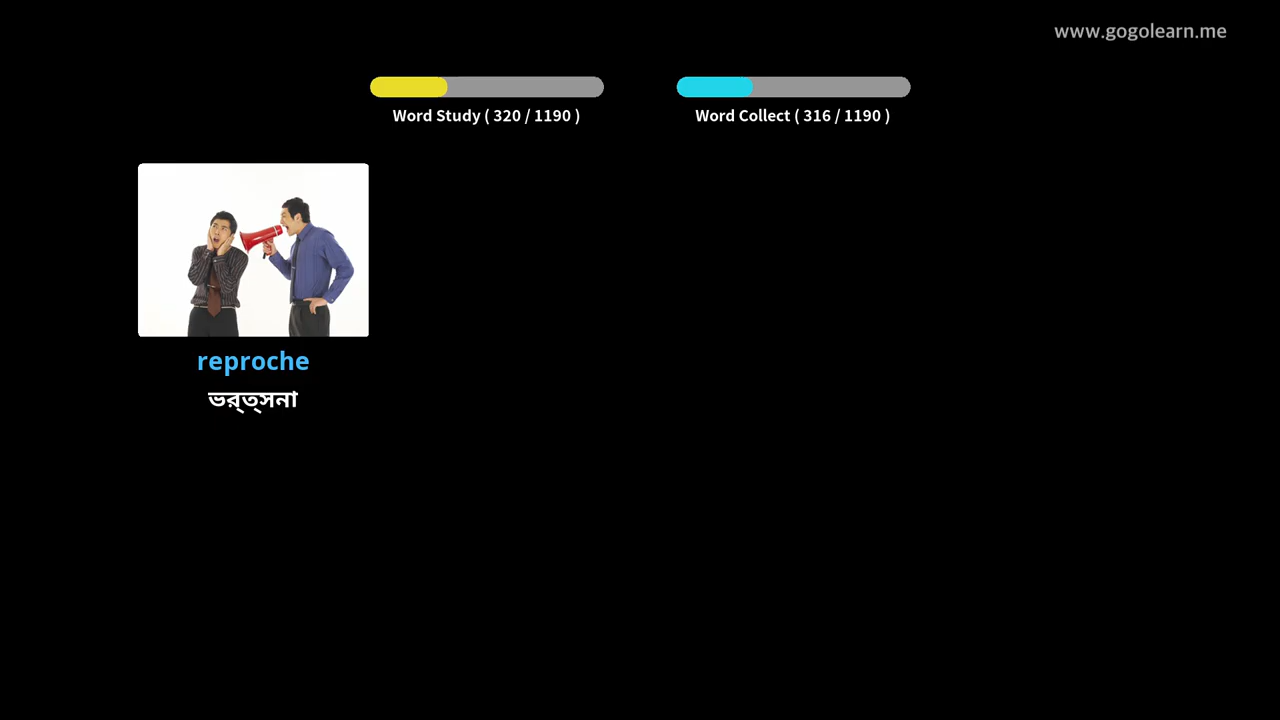 www.gogolearn.me
Word Study ( 320 / 1190 )
Word Collect ( 316 / 1190 )
reproche
ভর্ত্সনা